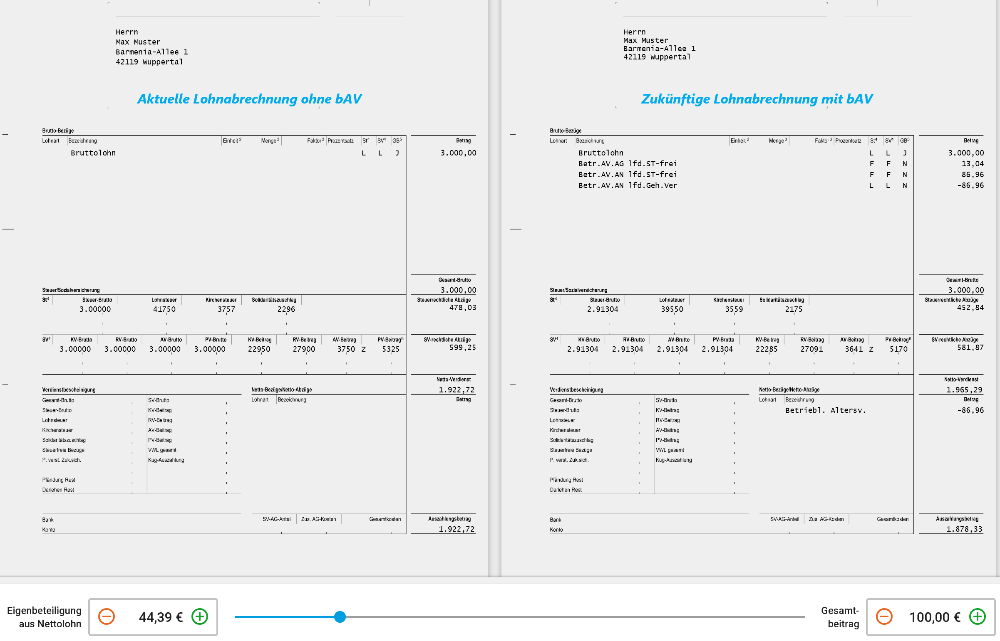 Herrn
Max Muster
Barmenia-Allee 1
42119 Wuppertal
Aktuelle Lohnabrechnung ohne bAV
Brutto-Bezüge
Lohnart Bezeichnung Einheit² Menge³ Faktor³ Prozentsatz St⁴ SV⁴ GB⁵ Betrag
Bruttolohn L L J 3.000,00
Gesamt-Brutto
3.000,00
Steuer/Sozialversicherung
St⁴ Steuer-Brutto Lohnsteuer Kirchensteuer Solidaritätszuschlag Steuerrechtliche Abzüge
3.00000 41750 3757 2296 478,03
SV⁴ KV-Brutto RV-Brutto AV-Brutto PV-Brutto KV-Beitrag RV-Beitrag AV-Beitrag PV-Beitrag⁶ SV-rechtliche Abzüge
3.00000 3.00000 3.00000 3.00000 22950 27900 3750 Z 5325 599,25
Netto-Verdienst
1.922,72
Verdienstbescheinigung Netto-Bezüge/Netto-Abzüge
Gesamt-Brutto SV-Brutto Lohnart Bezeichnung Betrag
Steuer-Brutto KV-Beitrag
Lohnsteuer RV-Beitrag
Kirchensteuer AV-Beitrag
Solidaritätszuschlag PV-Beitrag
Steuerfreie Bezüge VWL gesamt
P. verst. Zuk.sich. Kug-Auszahlung
Pfändung Rest
Darlehen Rest
Bank SV-AG-Anteil Zus. AG-Kosten Gesamtkosten Auszahlungsbetrag
Konto 1.922,72
Herrn
Max Muster
Barmenia-Allee 1
42119 Wuppertal
Zukünftige Lohnabrechnung mit bAV
Brutto-Bezüge
Lohnart Bezeichnung Einheit² Menge³ Faktor³ Prozentsatz St⁴ SV⁴ GB⁵ Betrag
Bruttolohn L L J 3.000,00
Betr.AV.AG lfd.ST-frei F F N 13,04
Betr.AV.AN lfd.ST-frei F F N 86,96
Betr.AV.AN lfd.Geh.Ver L L N -86,96
Gesamt-Brutto
3.000,00
Steuer/Sozialversicherung
St⁴ Steuer-Brutto Lohnsteuer Kirchensteuer Solidaritätszuschlag Steuerrechtliche Abzüge
2.91304 39550 3559 2175 452,84
SV⁴ KV-Brutto RV-Brutto AV-Brutto PV-Brutto KV-Beitrag RV-Beitrag AV-Beitrag PV-Beitrag⁶ SV-rechtliche Abzüge
2.91304 2.91304 2.91304 2.91304 22285 27091 3641 Z 5170 581,87
Netto-Verdienst
1.965,29
Verdienstbescheinigung Netto-Bezüge/Netto-Abzüge
Gesamt-Brutto SV-Brutto Lohnart Bezeichnung Betrag
Steuer-Brutto KV-Beitrag Betriebl. Altersv. -86,96
Lohnsteuer RV-Beitrag
Kirchensteuer AV-Beitrag
Solidaritätszuschlag PV-Beitrag
Steuerfreie Bezüge VWL gesamt
P. verst. Zuk.sich. Kug-Auszahlung
Pfändung Rest
Darlehen Rest
Bank SV-AG-Anteil Zus. AG-Kosten Gesamtkosten Auszahlungsbetrag
Konto 1.878,33
Eigenbeteiligung
aus Nettolohn
44,39 €
Gesamt-
beitrag
100,00 €